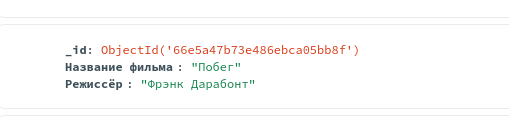 _id: ObjectId('66e5a47b73e486ebca05bb8f')
Название фильма : "Побег"
Режиссёр : "Фрэнк Дарабонт"